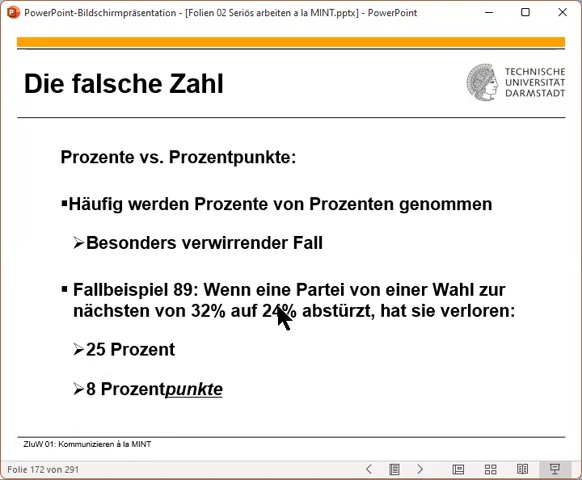 PowerPoint-Bildschirmpräsentation - [Folien 02 Seriös arbeiten a la MINT.pptx] - PowerPoint
Die falsche Zahl
TECHNISCHE
UNIVERSITÄT
DARMSTADT
Prozente vs. Prozentpunkte:
▪Häufig werden Prozente von Prozenten genommen
➢Besonders verwirrender Fall
▪ Fallbeispiel 89: Wenn eine Partei von einer Wahl zur
nächsten von 32% auf 24% abstürzt, hat sie verloren:
➢25 Prozent
➢8 Prozentpunkte
ZIuW 01: Kommunizieren à la MINT
Folie 172 von 291